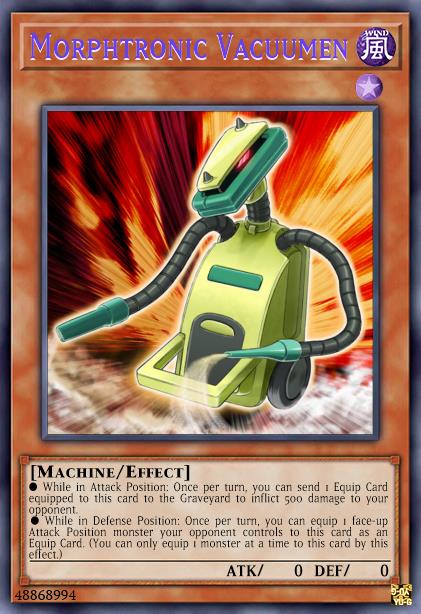 Morphtronic Vacuumen
WIND
風
[Machine/Effect]
● While in Attack Position: Once per turn, you can send 1 Equip Card
equipped to this card to the Graveyard to inflict 500 damage to your
opponent.
● While in Defense Position: Once per turn, you can equip 1 face-up
Attack Position monster your opponent controls to this card as an
Equip Card. (You can only equip 1 monster at a time to this card by this
effect.)
ATK/ 0 DEF/ 0
48868994